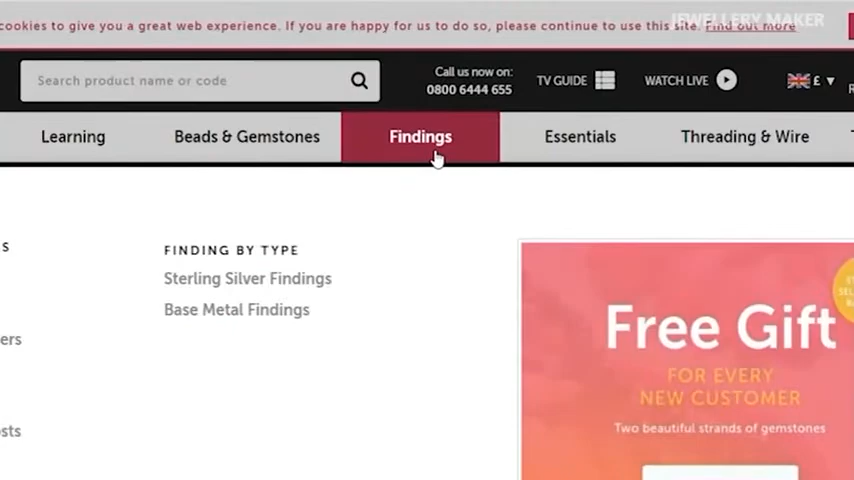 cookies to give you a great web experience. If you are happy for us to do so, please continue to use this site. Find out more
JEWELLERY MAKER
Search product name or code
Call us now on:
0800 6444 655
TV GUIDE
WATCH LIVE
£
Learning
Beads & Gemstones
Findings
Essentials
Threading & Wire
FINDING BY TYPE
Sterling Silver Findings
Base Metal Findings
ers
osts
Free Gift
FOR EVERY
NEW CUSTOMER
Two beautiful strands of gemstones